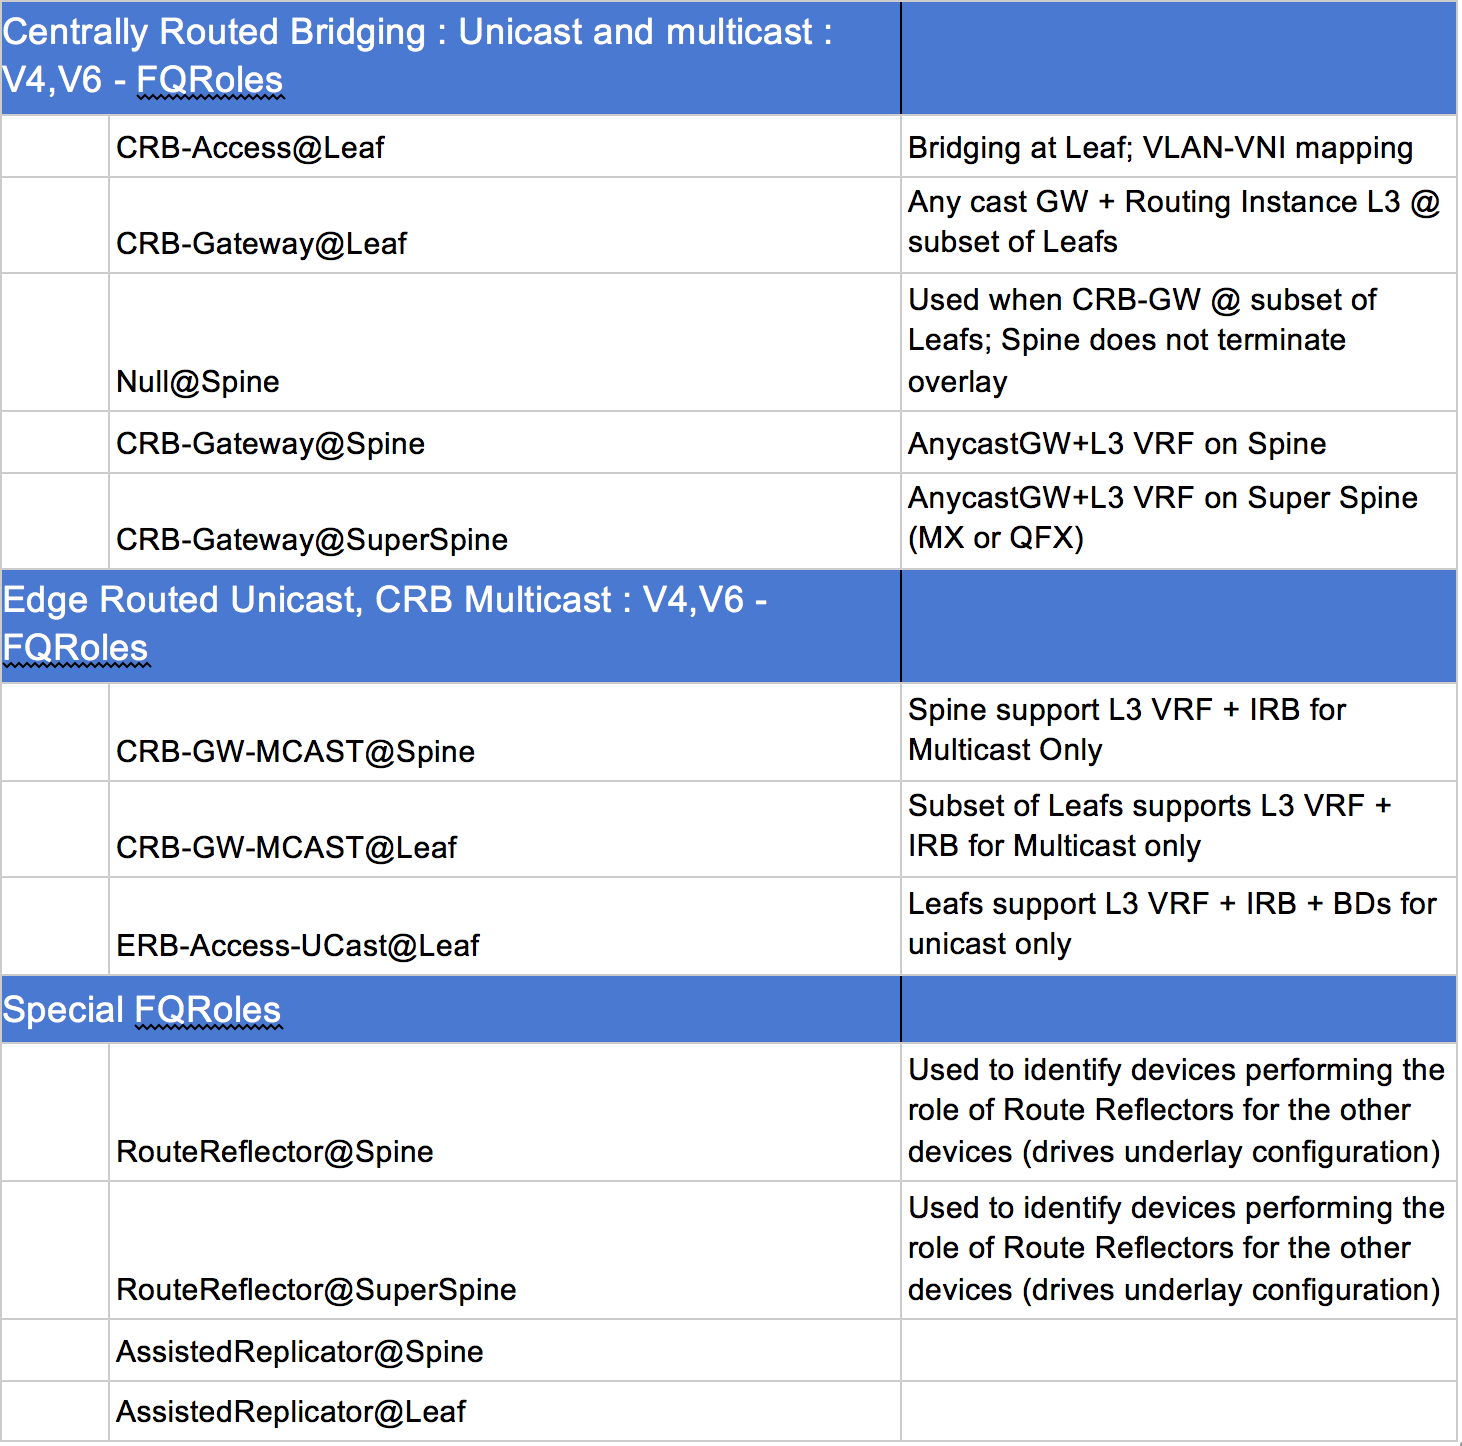 Centrally Routed Bridging : Unicast and multicast :
V4,V6 - FQRoles
CRB-Access@Leaf
Bridging at Leaf; VLAN-VNI mapping
CRB-Gateway@Leaf
Any cast GW + Routing Instance L3 @
subset of Leafs
Null@Spine
Used when CRB-GW @ subset of
Leafs; Spine does not terminate
overlay
CRB-Gateway@Spine
AnycastGW+L3 VRF on Spine
CRB-Gateway@SuperSpine
AnycastGW+L3 VRF on Super Spine
(MX or QFX)
Edge Routed Unicast, CRB Multicast : V4,V6 -
FQRoles
CRB-GW-MCAST@Spine
Spine support L3 VRF + IRB for
Multicast Only
CRB-GW-MCAST@Leaf
Subset of Leafs supports L3 VRF +
IRB for Multicast only
ERB-Access-UCast@Leaf
Leafs support L3 VRF + IRB + BDs for
unicast only
Special FQRoles
RouteReflector@Spine
Used to identify devices performing the
role of Route Reflectors for the other
devices (drives underlay configuration)
RouteReflector@SuperSpine
Used to identify devices performing the
role of Route Reflectors for the other
devices (drives underlay configuration)
AssistedReplicator@Spine
AssistedReplicator@Leaf